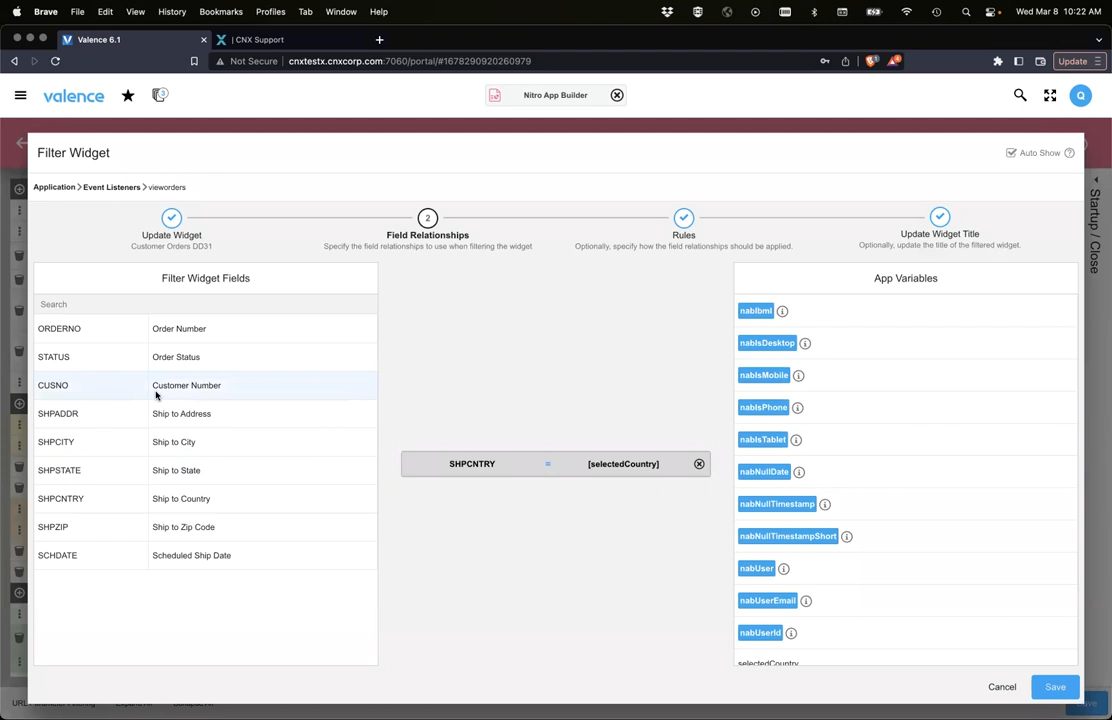 Brave File Edit View History Bookmarks Profiles Tab Window Help Wed Mar 8 10:22 AM
Valence 6.1 | CNX Support
Not Secure | cnxtestx.cnxcorp.com:7060/portal/#1678290920260979 Update
valence 3 Nitro App Builder Q
Filter Widget Auto Show
Application > Event Listeners > vieworders
2
Update Widget Field Relationships Rules Update Widget Title
Customer Orders DD31 Specify the field relationships to use when filtering the widget Optionally, specify how the field relationships should be applied. Optionally, update the title of the filtered widget.
Startup / Close
Filter Widget Fields App Variables
Search
nabIbmi
ORDERNO Order Number
nabIsDesktop
STATUS Order Status
nabIsMobile
CUSNO Customer Number
nabIsPhone
SHPADDR Ship to Address
nabIsTablet
SHPCITY Ship to City
SHPCNTRY = [selectedCountry]
nabNullDate
SHPSTATE Ship to State
SHPCNTRY Ship to Country
nabNullTimestamp
SHPZIP Ship to Zip Code
nabNullTimestampShort
SCHDATE Scheduled Ship Date
nabUser
nabUserEmail
nabUserId
selectedCountry
Cancel Save